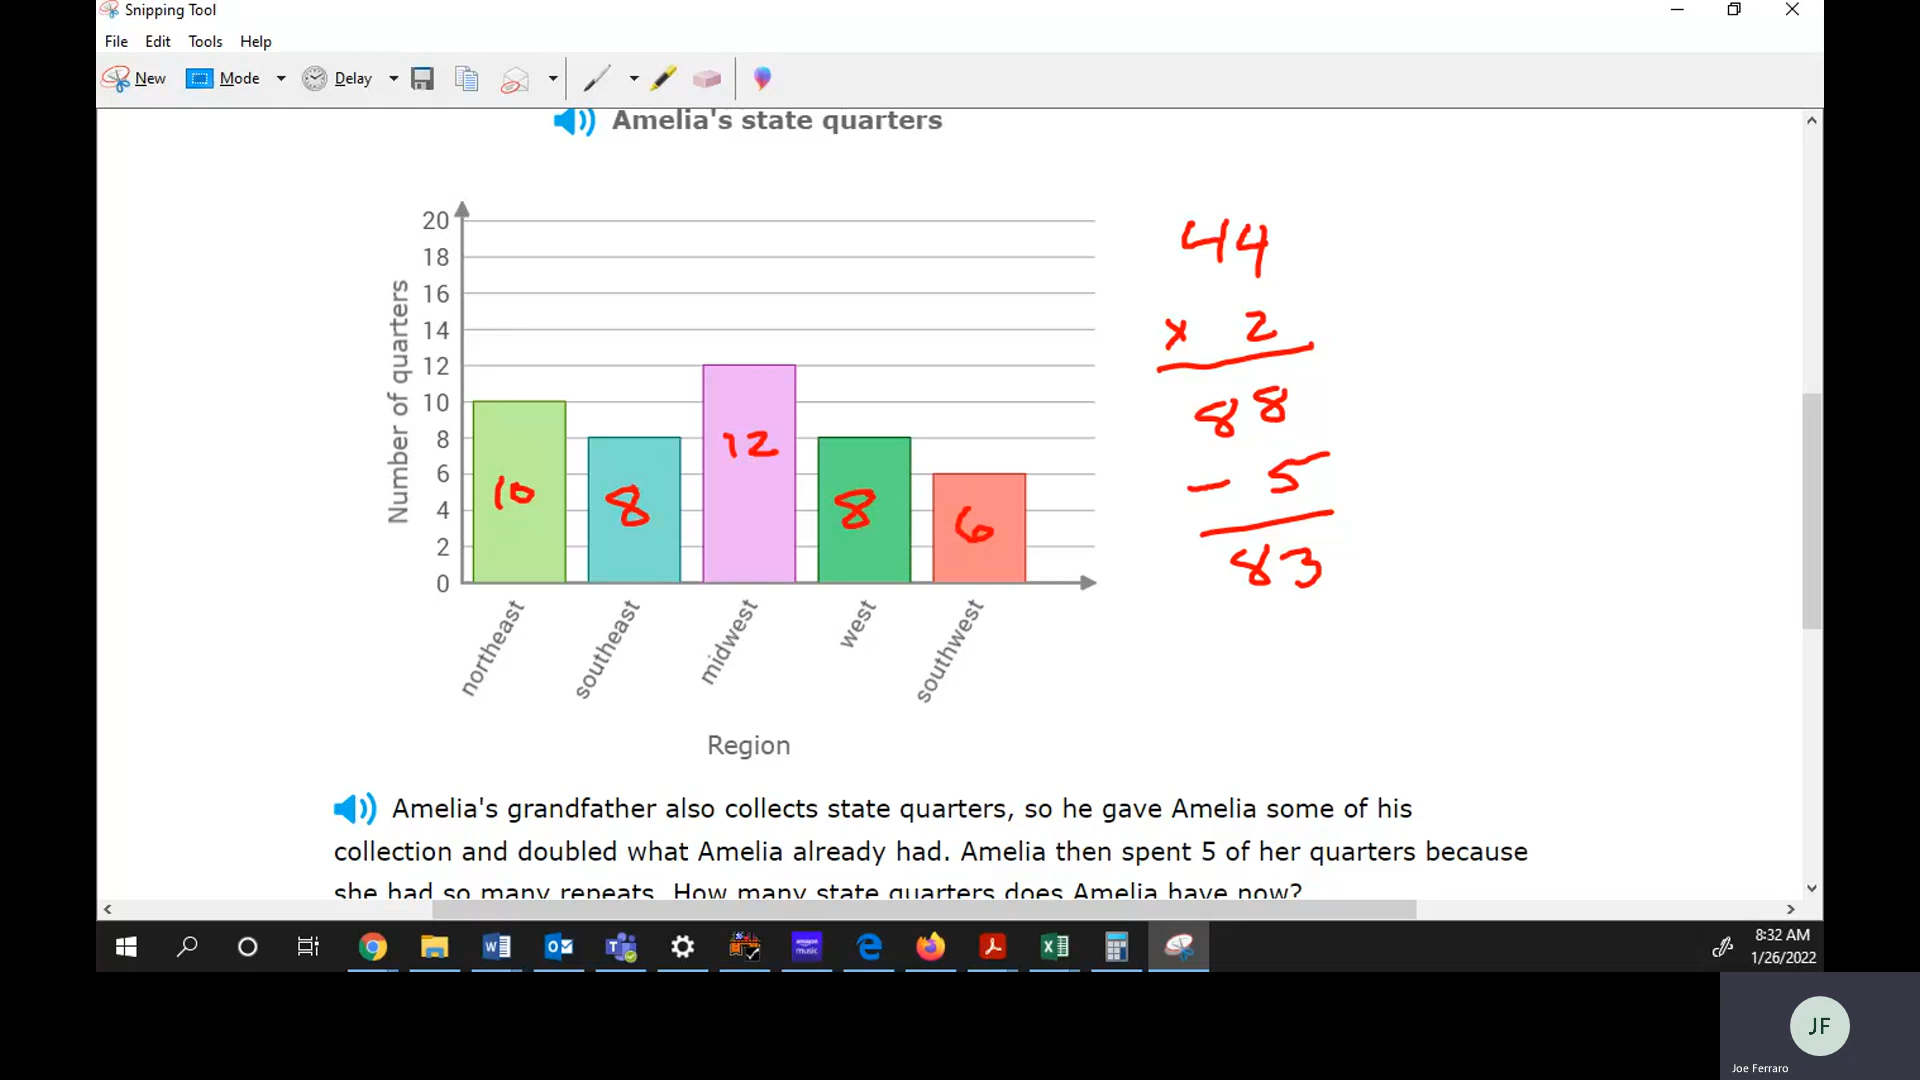 Snipping Tool
File Edit Tools Help
New Mode Delay
Amelia's state quarters
20
18
16
14
12
10
8
6
4
2
0
Number of quarters
10 8 12 8 6
northeast southeast midwest west southwest
Region
44
x 2
88
- 5
83
Amelia's grandfather also collects state quarters, so he gave Amelia some of his
collection and doubled what Amelia already had. Amelia then spent 5 of her quarters because
she had so many repeats. How many state quarters does Amelia have now?
amazon
music
8:32 AM
1/26/2022
JF
Joe Ferraro